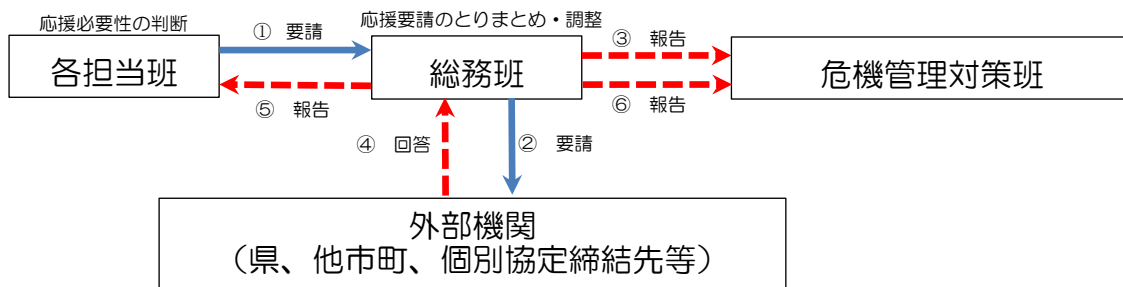 応援必要性の判断
応援要請のとりまとめ・調整
① 要請
③ 報告
各担当班
総務班
危機管理対策班
⑤ 報告
⑥ 報告
④ 回答
② 要請
外部機関
（県、他市町、個別協定締結先等）